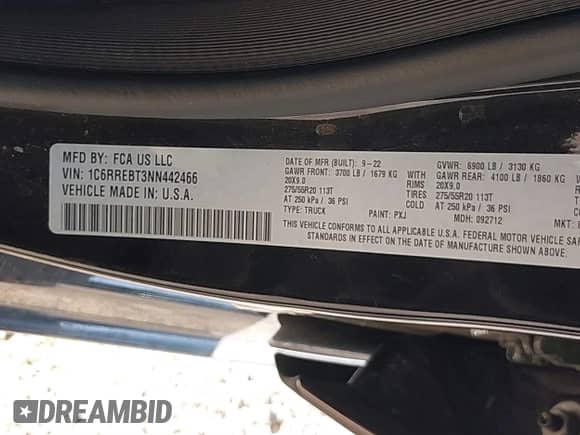 MFD BY: FCA US LLC
VIN: 1C6RREBT3NN442466
VEHICLE MADE IN: U.S.A.
DATE OF MFR (BUILT): 9-22
GAWR FRONT: 3700 LB / 1679 KG
20X9.0 RIMS
275/55R20 113T TIRES
AT 250 kPa / 36 PSI COLD
TYPE: TRUCK PAINT: PXJ
GVWR: 6900 LB / 3130 KG
GAWR REAR: 4100 LB / 1860 KG
20X9.0
275/55R20 113T
AT 250 kPa / 36 PSI
MDH: 092712 MKT:
THIS VEHICLE CONFORMS TO ALL APPLICABLE U.S.A. FEDERAL MOTOR VEHICLE
STANDARDS IN EFFECT ON THE DATE OF MANUFACTURE SHOWN ABOVE.
DREAMBID